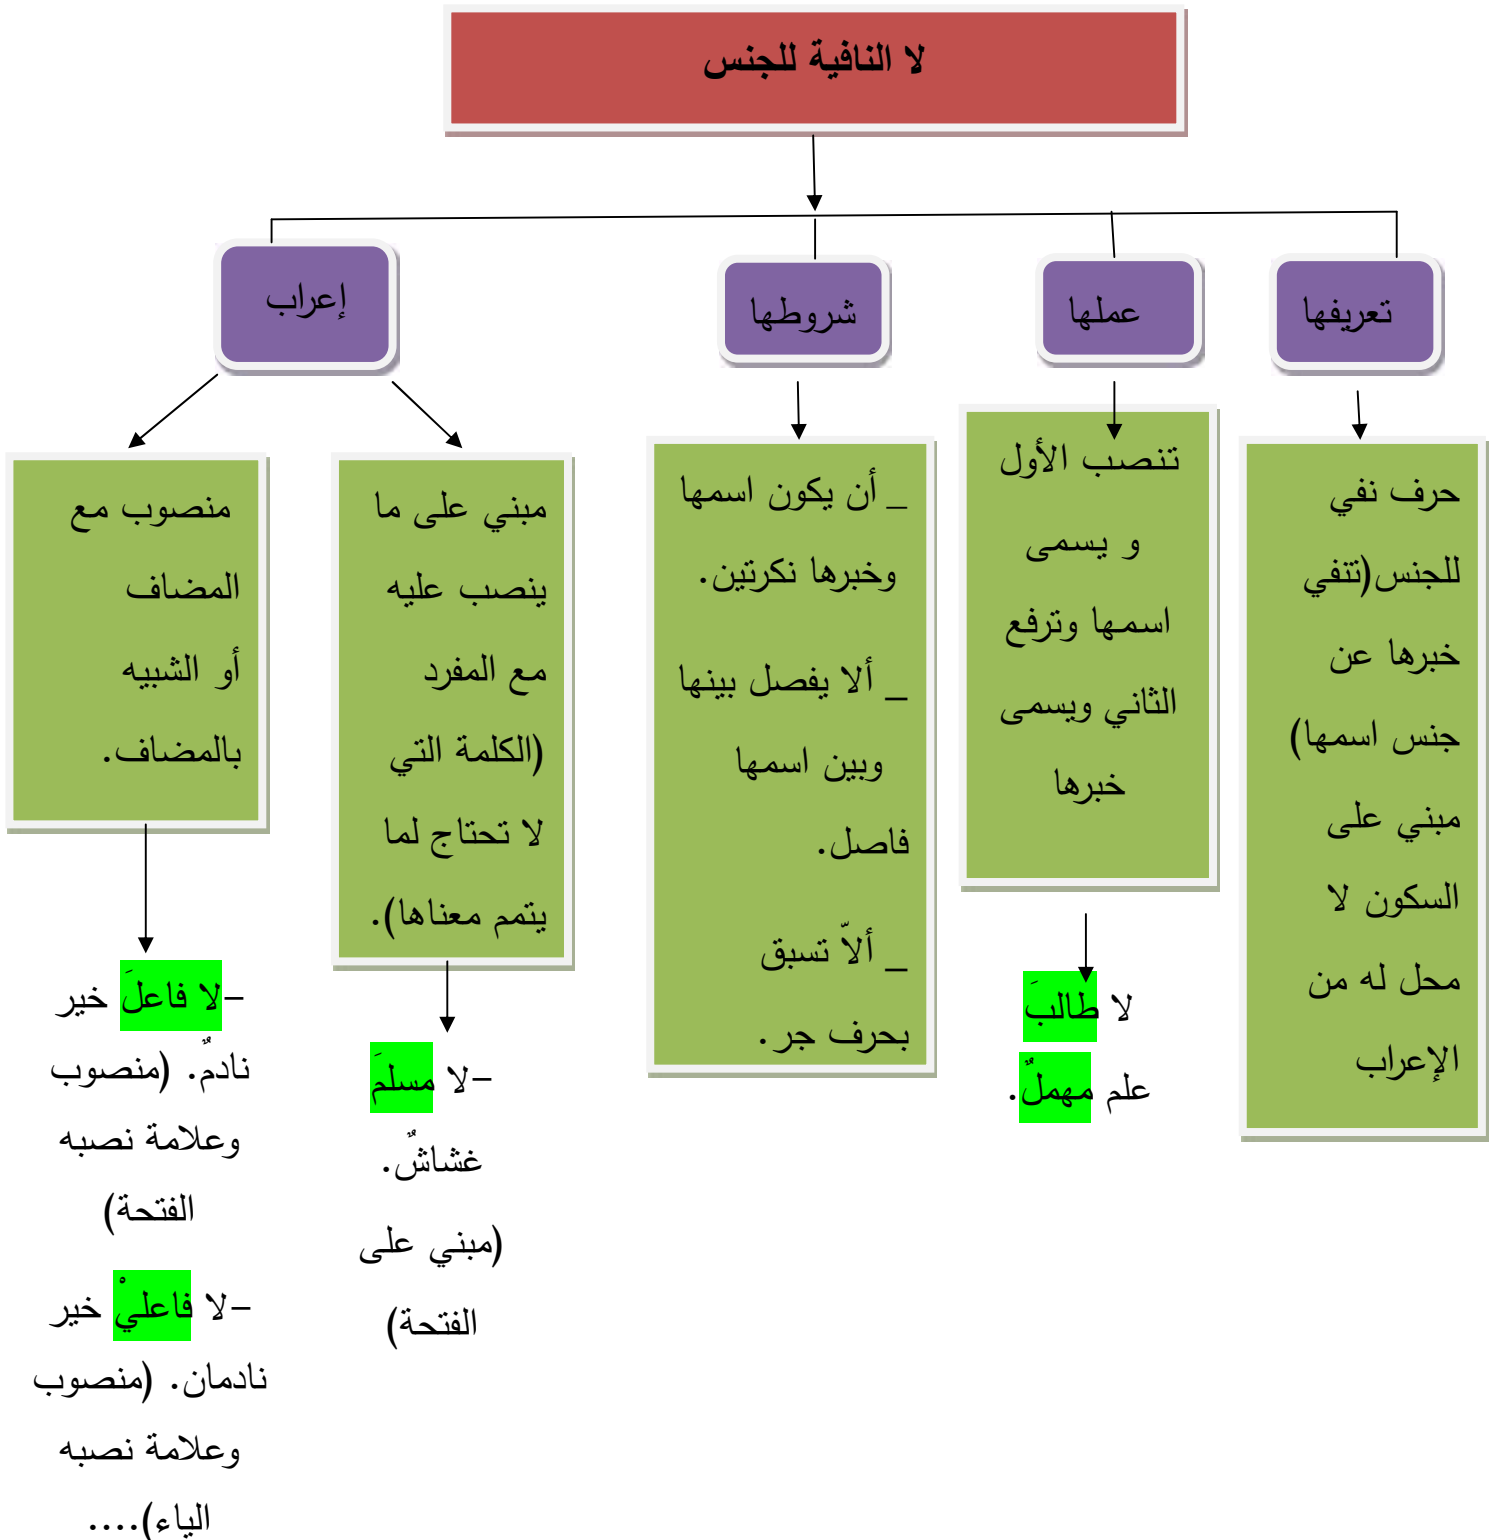 لا النافية للجنس
تعريفها
عملها
شروطها
إعراب
حرف نفي
للجنس(تنفي
خبرها عن
جنس اسمها)
مبني على
السكون لا
محل له من
الإعراب
تنصب الأول
و يسمى
اسمها وترفع
الثاني ويسمى
خبرها
لا طالبَ
علم مهملٌ.
_ أن يكون اسمها
وخبرها نكرتين.
_ ألا يفصل بينها
وبين اسمها
فاصل.
_ ألاّ تسبق
بحرف جر.
مبني على ما
ينصب عليه
مع المفرد
(الكلمة التي
لا تحتاج لما
يتمم معناها).
-لا مسلمَ
غشاشٌ.
(مبني على
الفتحة)
منصوب مع
المضاف
أو الشبيه
بالمضاف.
-لا فاعلَ خير
نادمٌ. (منصوب
وعلامة نصبه
الفتحة)
-لا فاعليْ خير
نادمان. (منصوب
وعلامة نصبه
الياء)....